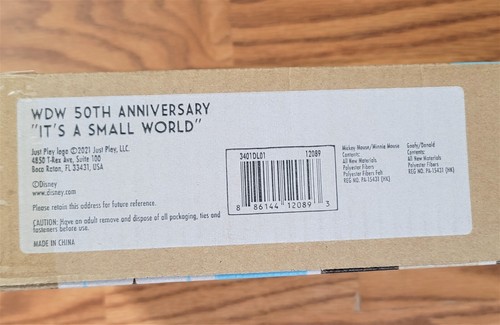 WDW 50TH ANNIVERSARY
"IT'S A SMALL WORLD"
Just Play logo ©2021 Just Play, LLC.
4850 T-Rex Ave, Suite 100
Boca Raton, FL 33431, USA
©Disney
www.disney.com
Please retain this address for future reference.
CAUTION: Have an adult remove and dispose of all packaging, ties and
fasteners before use.
MADE IN CHINA
3401DL01 12089
8 86144 12089 3
Mickey Mouse/Minnie Mouse
Contents:
All New Materials
Polyester Fibers
Polyester Fibers Felt
REG NO. PA-15431 (HK)
Goofy/Donald
Contents:
All New Materials
Polyester Fibers
REG NO. PA-15431 (HK)